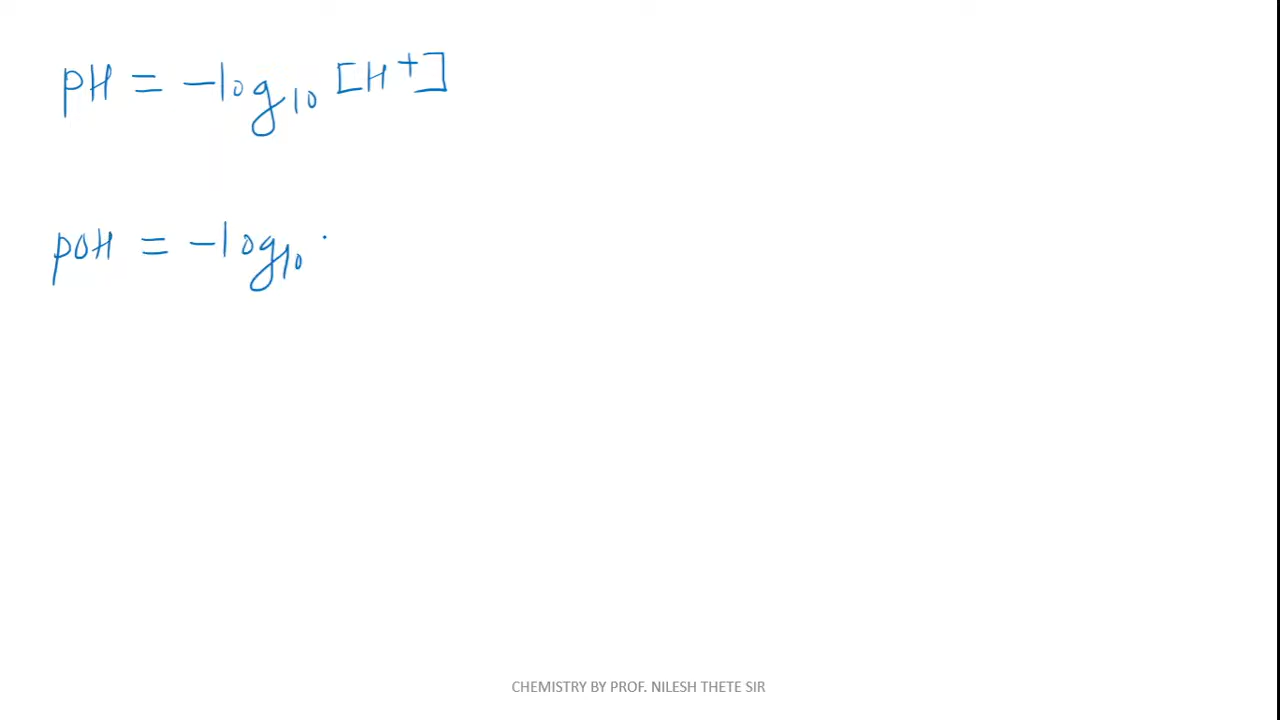 pH = -log₁₀ [H⁺]
pOH = -log₁₀
CHEMISTRY BY PROF. NILESH THETE SIR